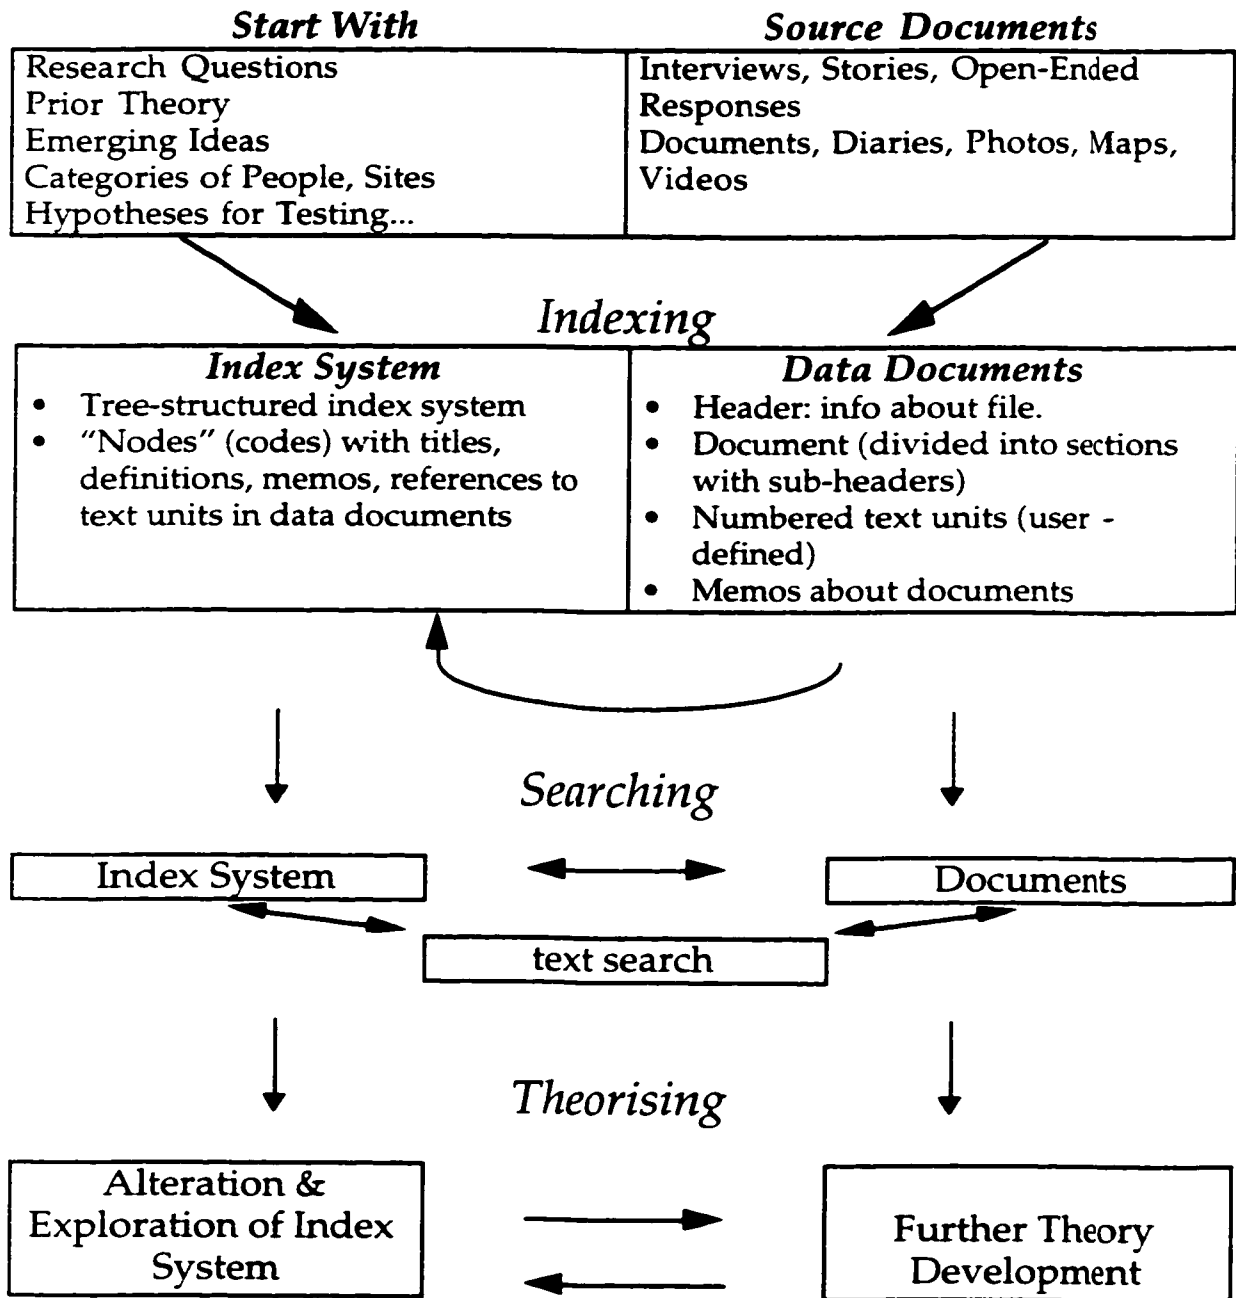 Start With
Source Documents
Research Questions
Prior Theory
Emerging Ideas
Categories of People, Sites
Hypotheses for Testing...
Interviews, Stories, Open-Ended
Responses
Documents, Diaries, Photos, Maps,
Videos
Indexing
Index System
• Tree-structured index system
• “Nodes” (codes) with titles,
definitions, memos, references to
text units in data documents
Data Documents
• Header: info about file.
• Document (divided into sections
with sub-headers)
• Numbered text units (user -
defined)
• Memos about documents
Searching
Index System
Documents
text search
Theorising
Alteration &
Exploration of Index
System
Further Theory
Development